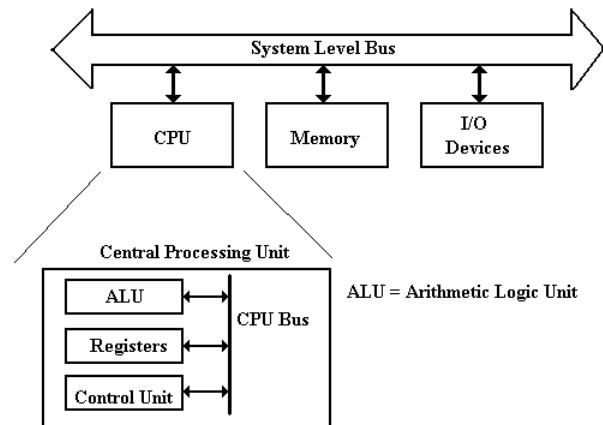 System Level Bus
CPU
Memory
I/O
Devices
Central Processing Unit
ALU
CPU Bus
Registers
Control Unit
ALU = Arithmetic Logic Unit